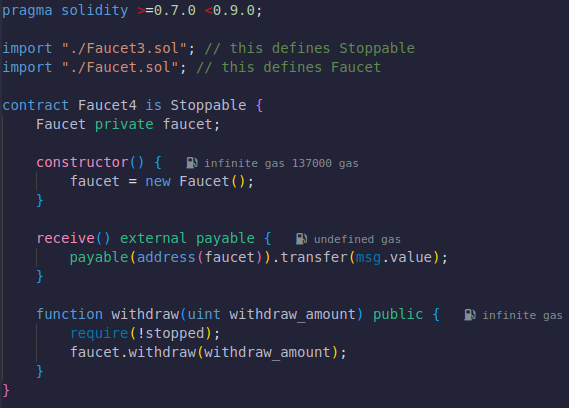 pragma solidity >=0.7.0 <0.9.0;
import "./Faucet3.sol"; // this defines Stoppable
import "./Faucet.sol"; // this defines Faucet
contract Faucet4 is Stoppable {
Faucet private faucet;
constructor() { infinite gas 137000 gas
faucet = new Faucet();
}
receive() external payable { undefined gas
payable(address(faucet)).transfer(msg.value);
}
function withdraw(uint withdraw_amount) public { infinite gas
require(!stopped);
faucet.withdraw(withdraw_amount);
}
}